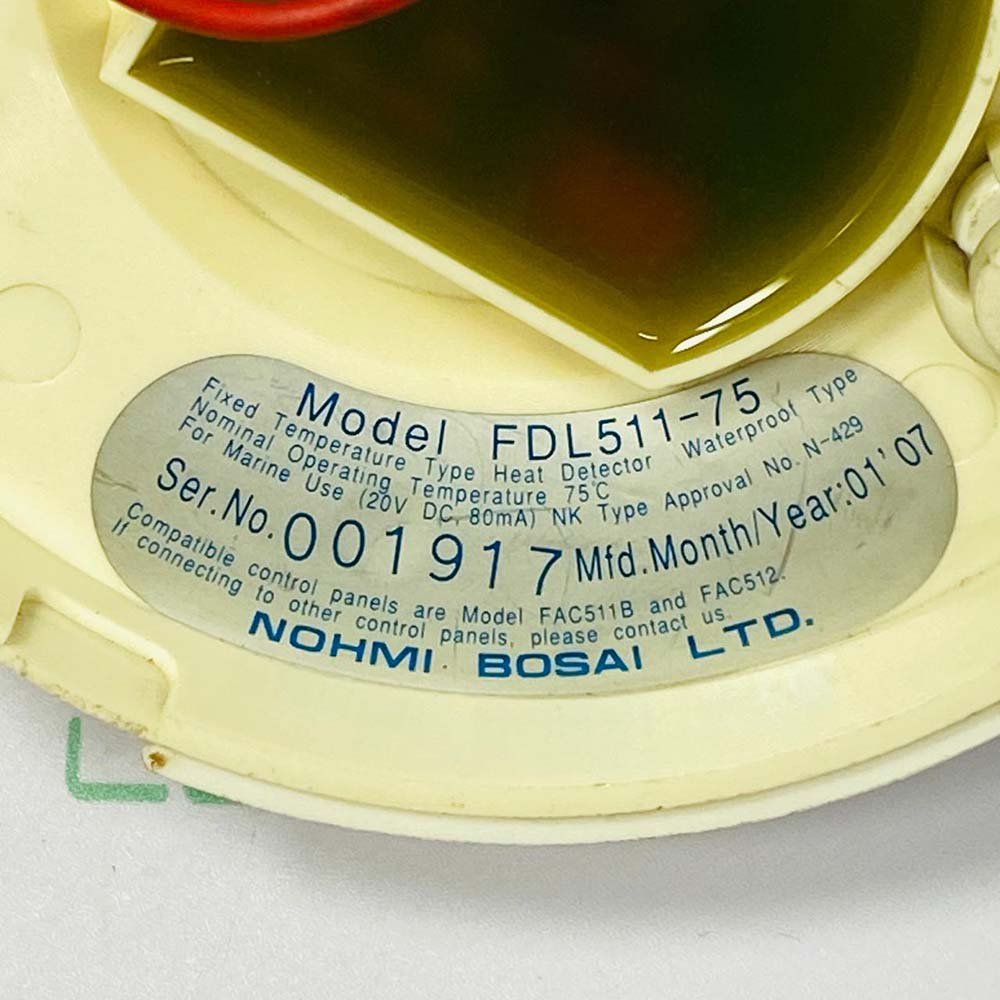 Model FDL511-75
Fixed Temperature Type Heat Detector Waterproof Type
Nominal Operating Temperature 75℃
For Marine Use (20V DC, 80mA) NK Type Approval No. N-429
Ser.No. 001917 Mfd.Month/Year:01'07
Compatible control panels are Model FAC511B and FAC512.
If connecting to other control panels, please contact us.
NOHMI BOSAI LTD.